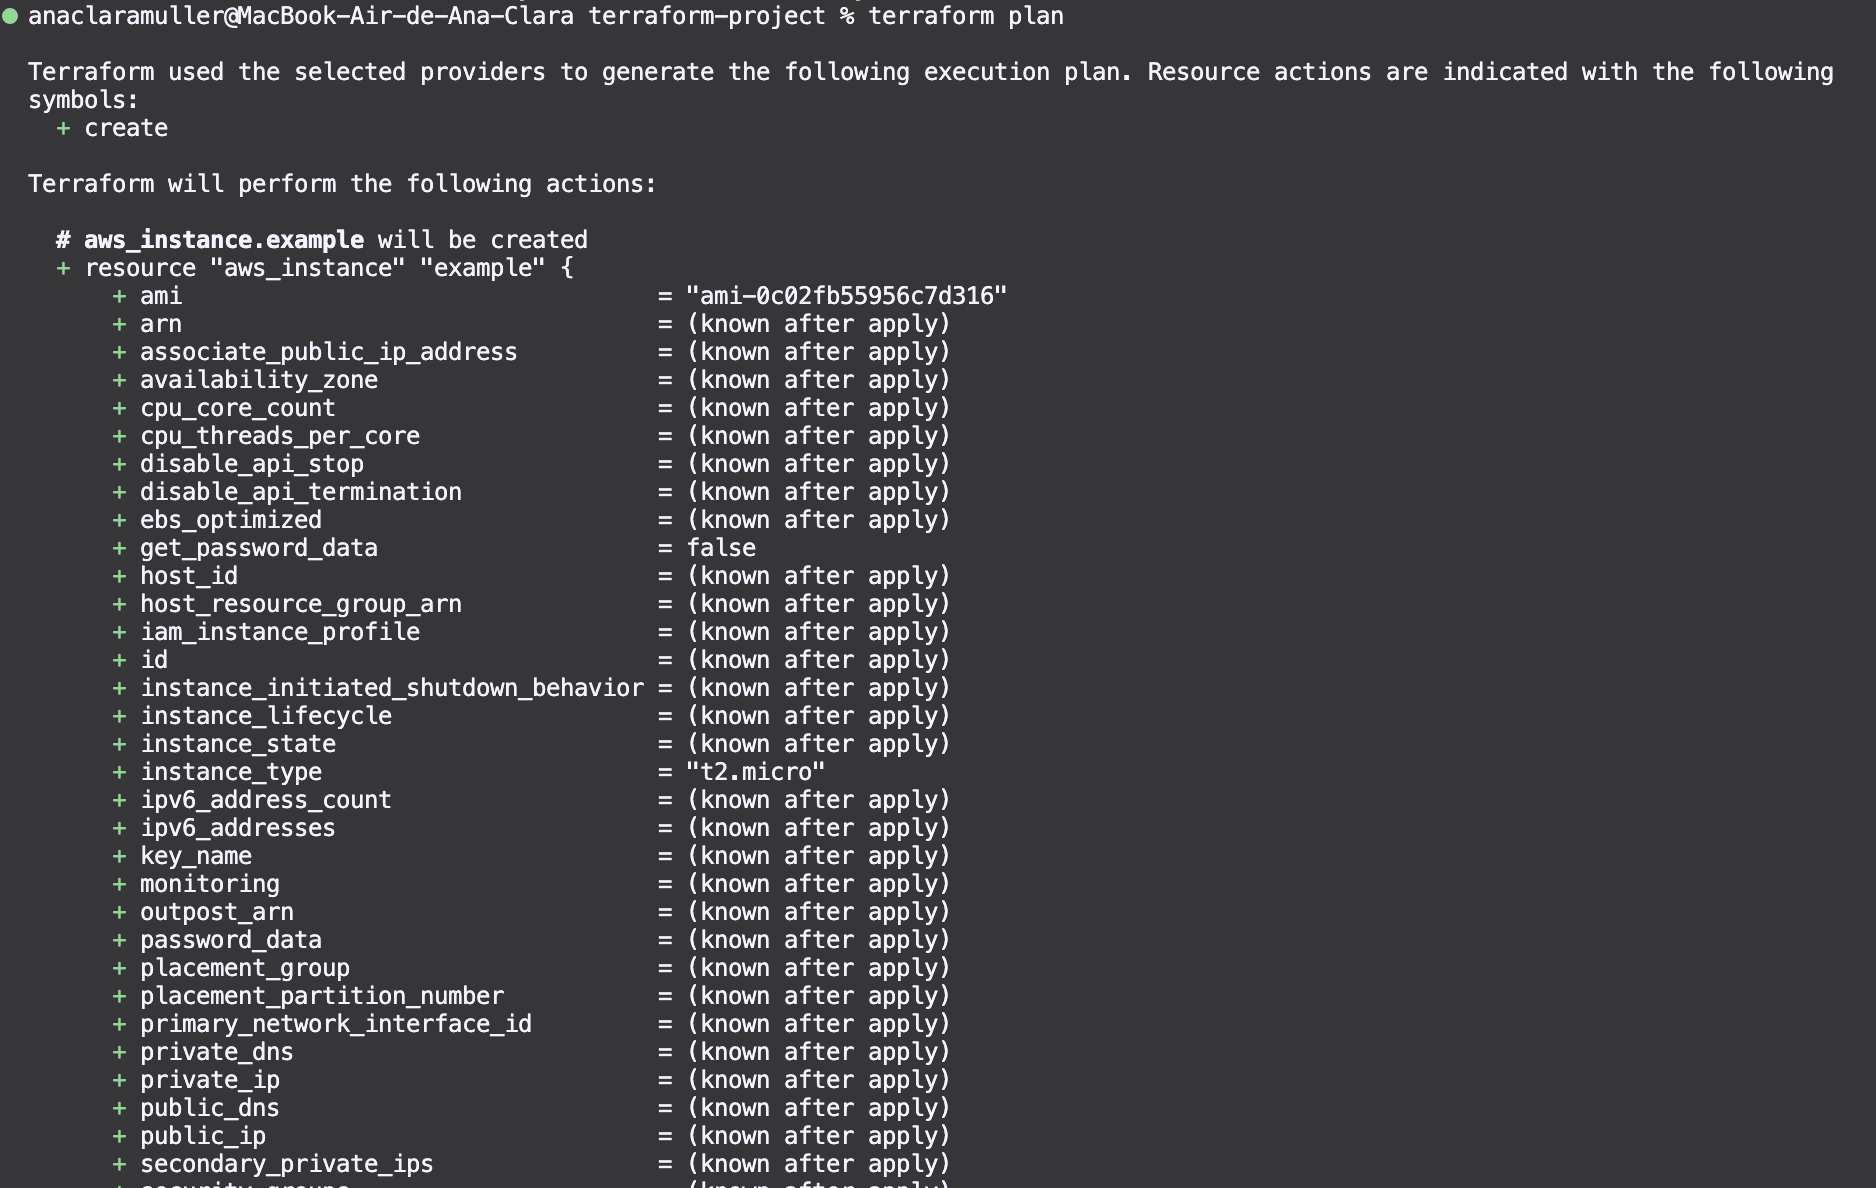 anaclaramuller@MacBook-Air-de-Ana-Clara terraform-project % terraform plan
Terraform used the selected providers to generate the following execution plan. Resource actions are indicated with the following
symbols:
+ create
Terraform will perform the following actions:
# aws_instance.example will be created
+ resource "aws_instance" "example" {
+ ami = "ami-0c02fb55956c7d316"
+ arn = (known after apply)
+ associate_public_ip_address = (known after apply)
+ availability_zone = (known after apply)
+ cpu_core_count = (known after apply)
+ cpu_threads_per_core = (known after apply)
+ disable_api_stop = (known after apply)
+ disable_api_termination = (known after apply)
+ ebs_optimized = (known after apply)
+ get_password_data = false
+ host_id = (known after apply)
+ host_resource_group_arn = (known after apply)
+ iam_instance_profile = (known after apply)
+ id = (known after apply)
+ instance_initiated_shutdown_behavior = (known after apply)
+ instance_lifecycle = (known after apply)
+ instance_state = (known after apply)
+ instance_type = "t2.micro"
+ ipv6_address_count = (known after apply)
+ ipv6_addresses = (known after apply)
+ key_name = (known after apply)
+ monitoring = (known after apply)
+ outpost_arn = (known after apply)
+ password_data = (known after apply)
+ placement_group = (known after apply)
+ placement_partition_number = (known after apply)
+ primary_network_interface_id = (known after apply)
+ private_dns = (known after apply)
+ private_ip = (known after apply)
+ public_dns = (known after apply)
+ public_ip = (known after apply)
+ secondary_private_ips = (known after apply)